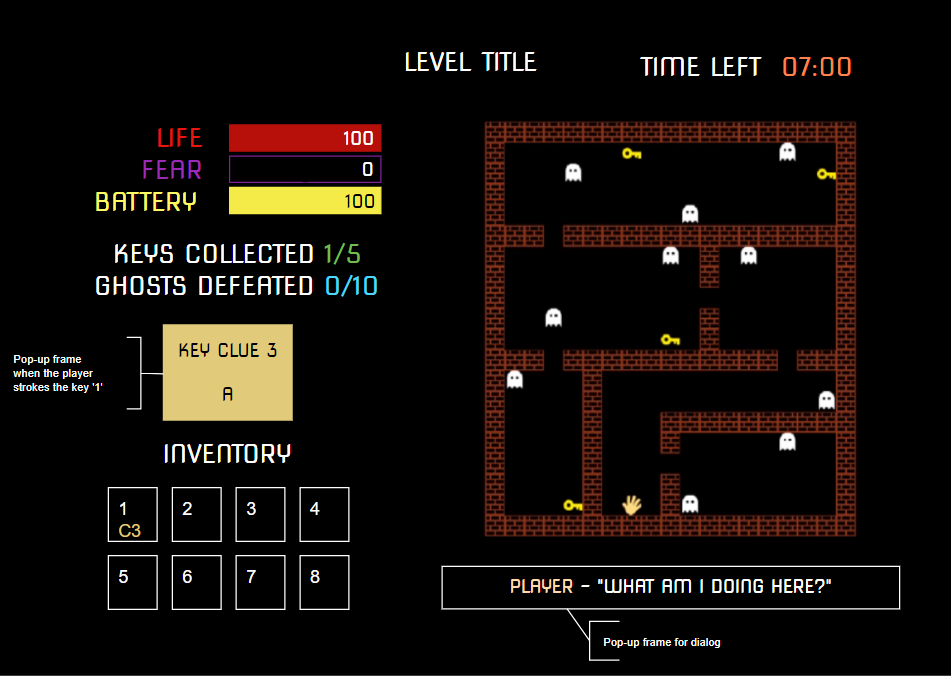 LEVEL TITLE
TIME LEFT 07:00
LIFE 100
FEAR 0
BATTERY 100
KEYS COLLECTED 1/5
GHOSTS DEFEATED 0/10
Pop-up frame
when the player
strokes the key '1'
KEY CLUE 3
A
INVENTORY
1 2 3 4
C3
5 6 7 8
PLAYER - "WHAT AM I DOING HERE?"
Pop-up frame for dialog